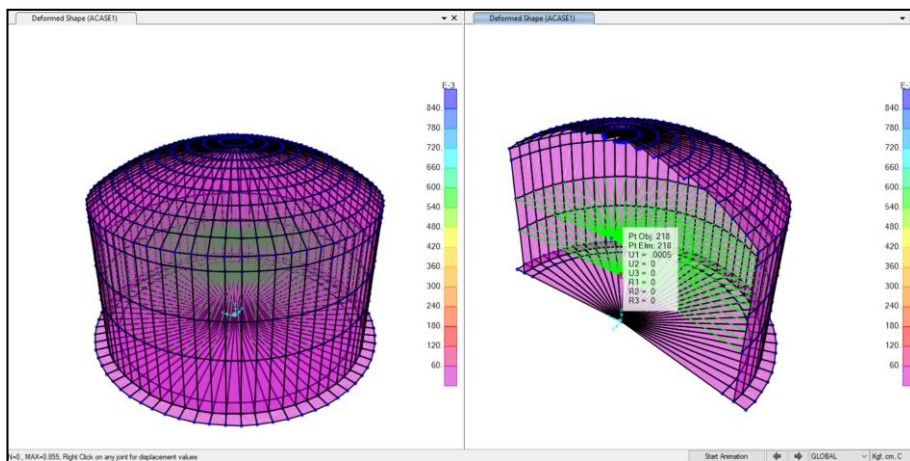 Deformed Shape (ACASE1)
Deformed Shape (ACASE1)
E-3
840.
780.
720.
660.
600.
540.
480.
420.
360.
300.
240.
180.
120.
60.
840.
780.
720.
660.
600.
540.
480.
420.
360.
300.
240.
180.
120.
60.
Pt Obj: 218
Pt Elm: 218
U1 = .0005
U2 = 0
U3 = 0
R1 = 0
R2 = 0
R3 = 0
MAX=0.855, Right Click on any joint for displacement values
Start Animation
GLOBAL
Kgf, cm, C